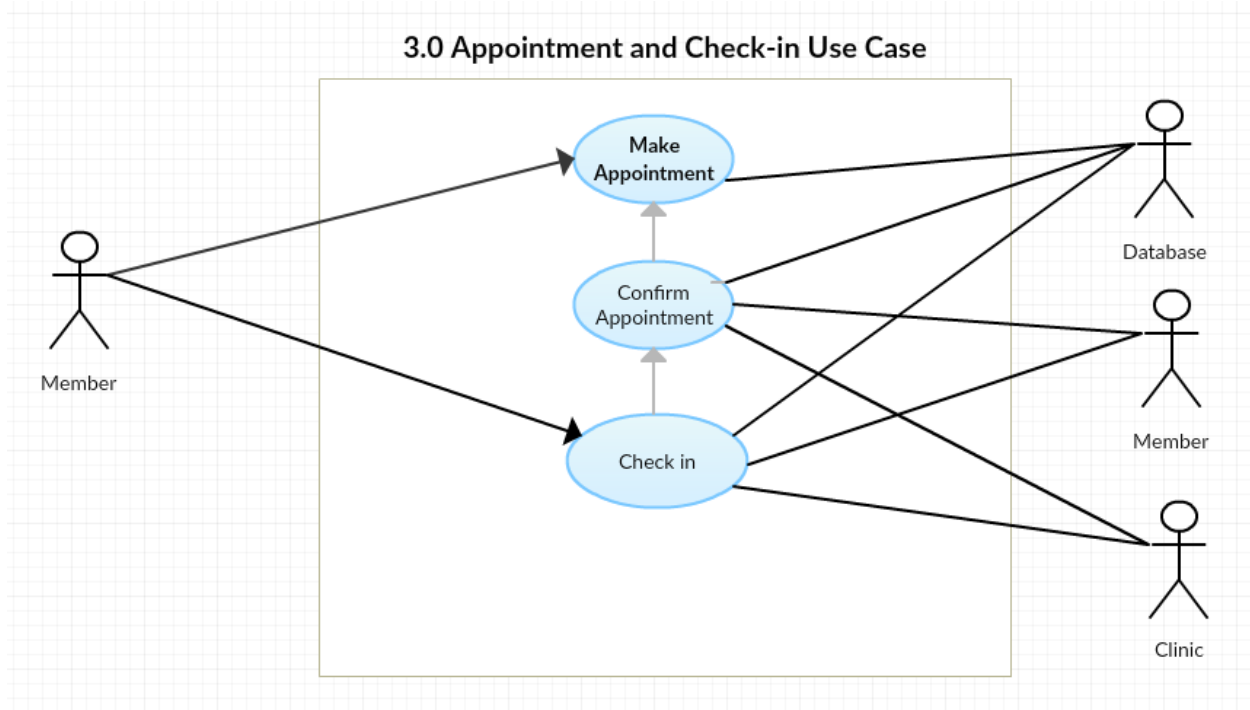 3.0 Appointment and Check-in Use Case
Make
Appointment
Confirm
Appointment
Check in
Member
Database
Member
Clinic